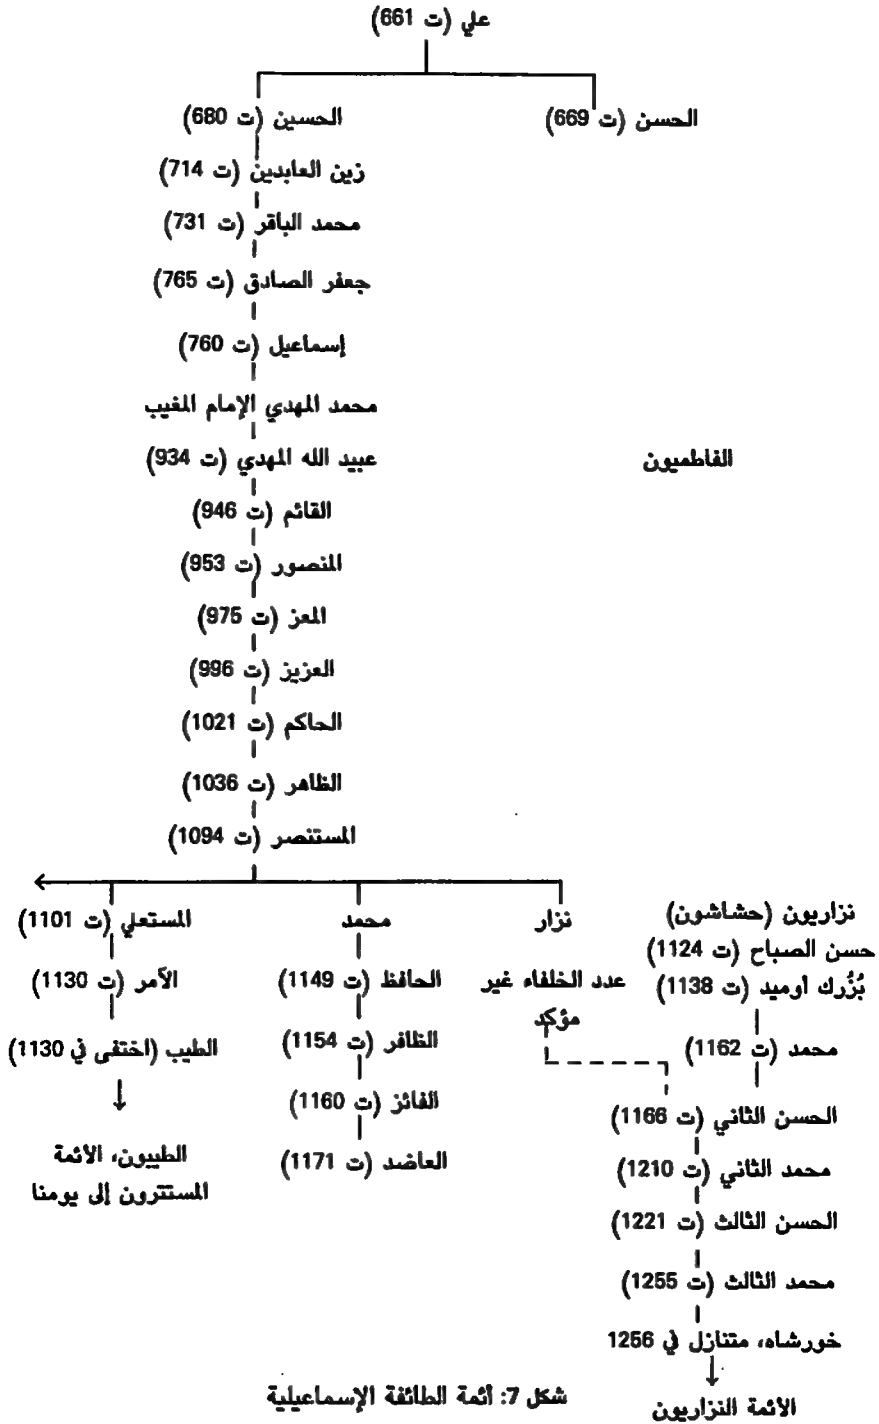 علي (ت 661)
الحسن (ت 669)
الحسين (ت 680)
زين العابدين (ت 714)
محمد الباقر (ت 731)
جعفر الصادق (ت 765)
إسماعيل (ت 760)
محمد المهدي الإمام المغيب
الفاطميون
عبيد الله المهدي (ت 934)
القائم (ت 946)
المنصور (ت 953)
المعز (ت 975)
العزيز (ت 996)
الحاكم (ت 1021)
الظاهر (ت 1036)
المستنصر (ت 1094)
نزاريون (حشاشون)
حسن الصباح (ت 1124)
بُزُرك أوميد (ت 1138)
محمد (ت 1162)
نزار
عدد الخلفاء غير
مؤكد
الحسن الثاني (ت 1166)
محمد الثاني (ت 1210)
الحسن الثالث (ت 1221)
محمد الثالث (ت 1255)
خورشاه، متنازل في 1256
الأئمة النزاريون
محمد
الحافظ (ت 1149)
الظافر (ت 1154)
الفائز (ت 1160)
العاضد (ت 1171)
المستعلي (ت 1101)
الآمر (ت 1130)
الطيب (اختفى في 1130)
الطيبون، الأئمة
المستترون إلى يومنا
شكل 7: أئمة الطائفة الإسماعيلية